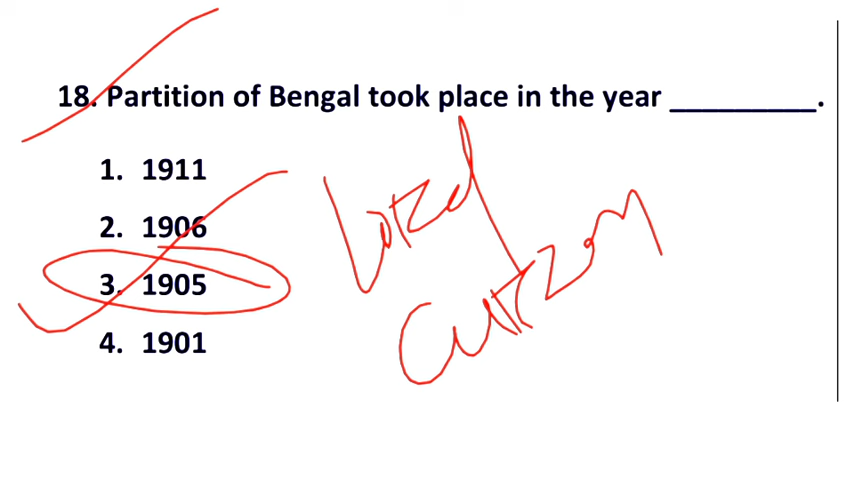 18. Partition of Bengal took place in the year _________.
1. 1911
2. 1906
3. 1905
4. 1901
Lord
Curzon